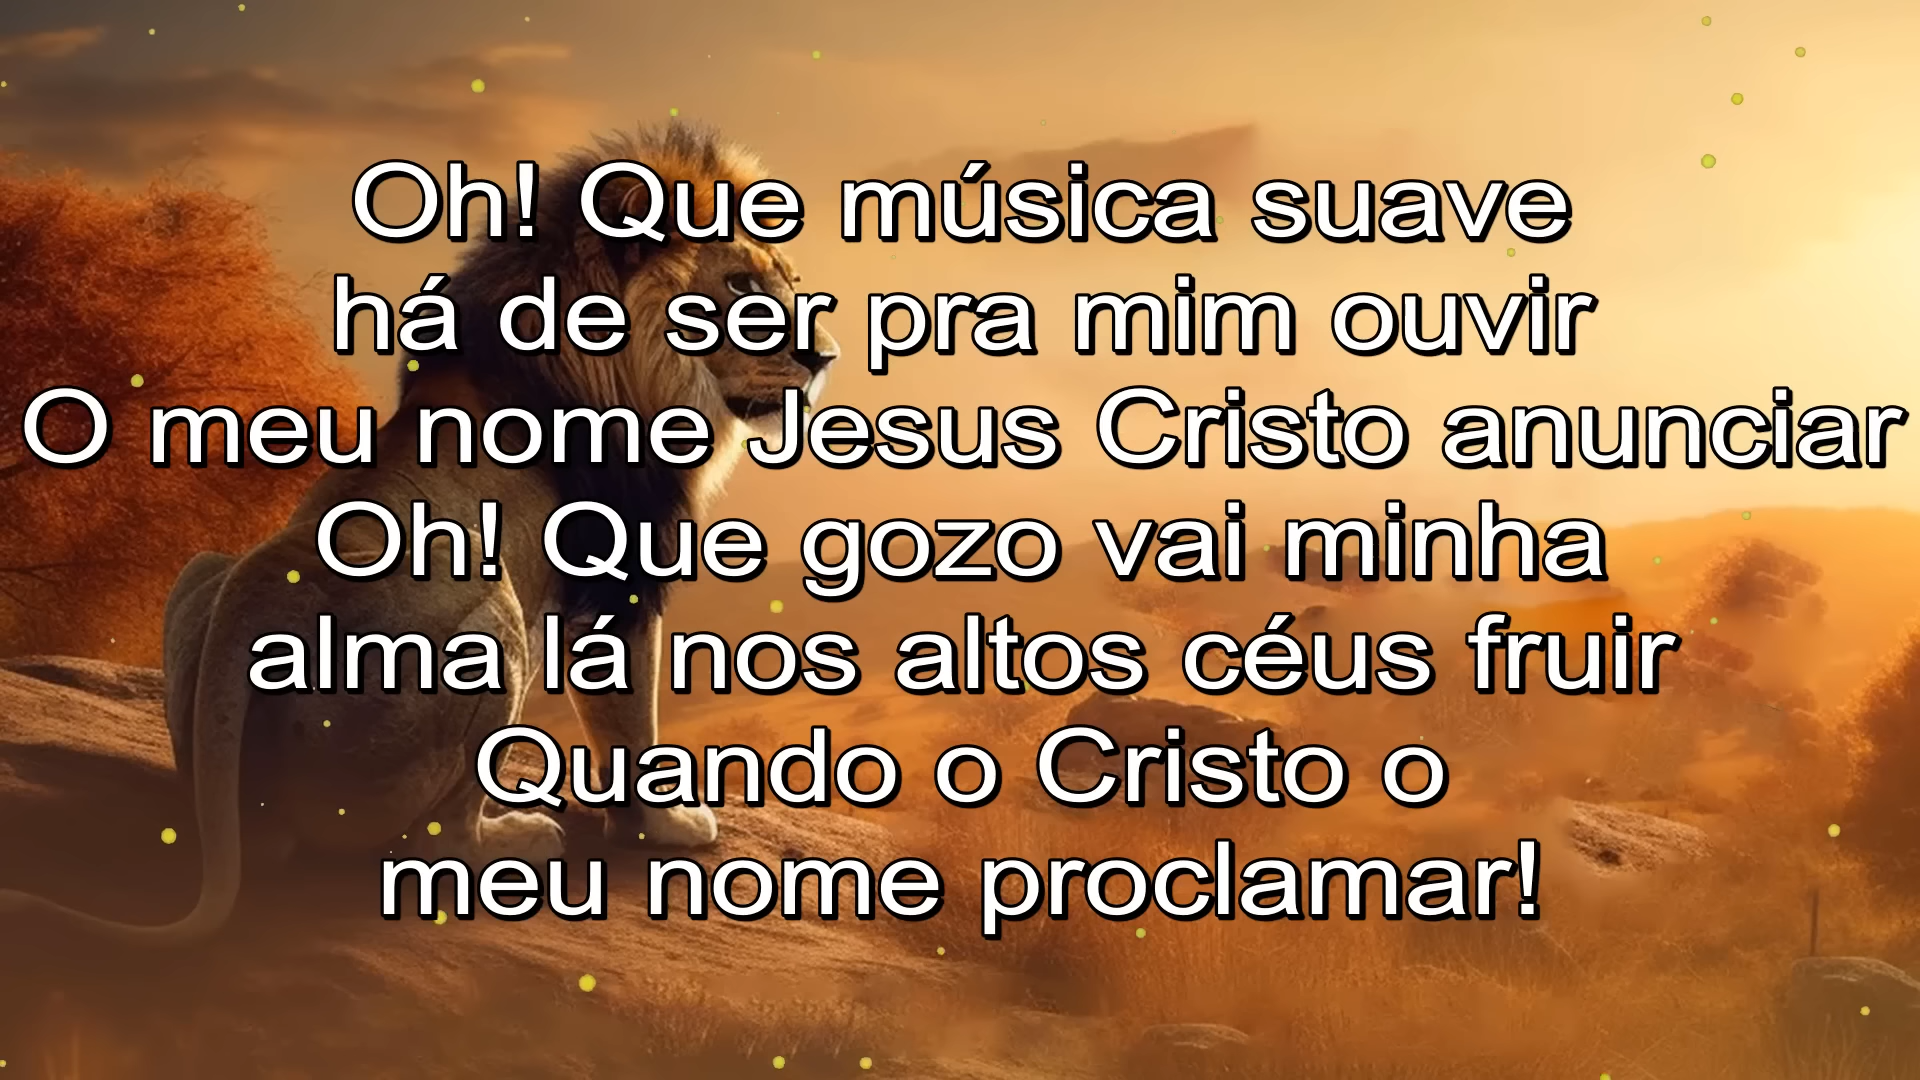 Oh! Que música suave
há de ser pra mim ouvir
O meu nome Jesus Cristo anunciar
Oh! Que gozo vai minha
alma lá nos altos céus fruir
Quando o Cristo o
meu nome proclamar!